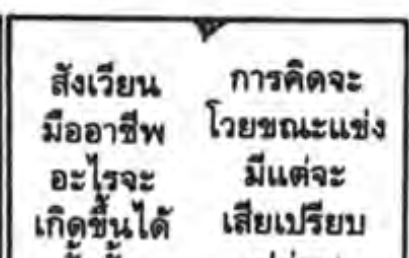 สังเวียน
มืออาชีพ
อะไรจะ
เกิดขึ้นได้
การคิดจะ
โวยขณะแข่ง
มีแต่จะ
เสียเปรียบ